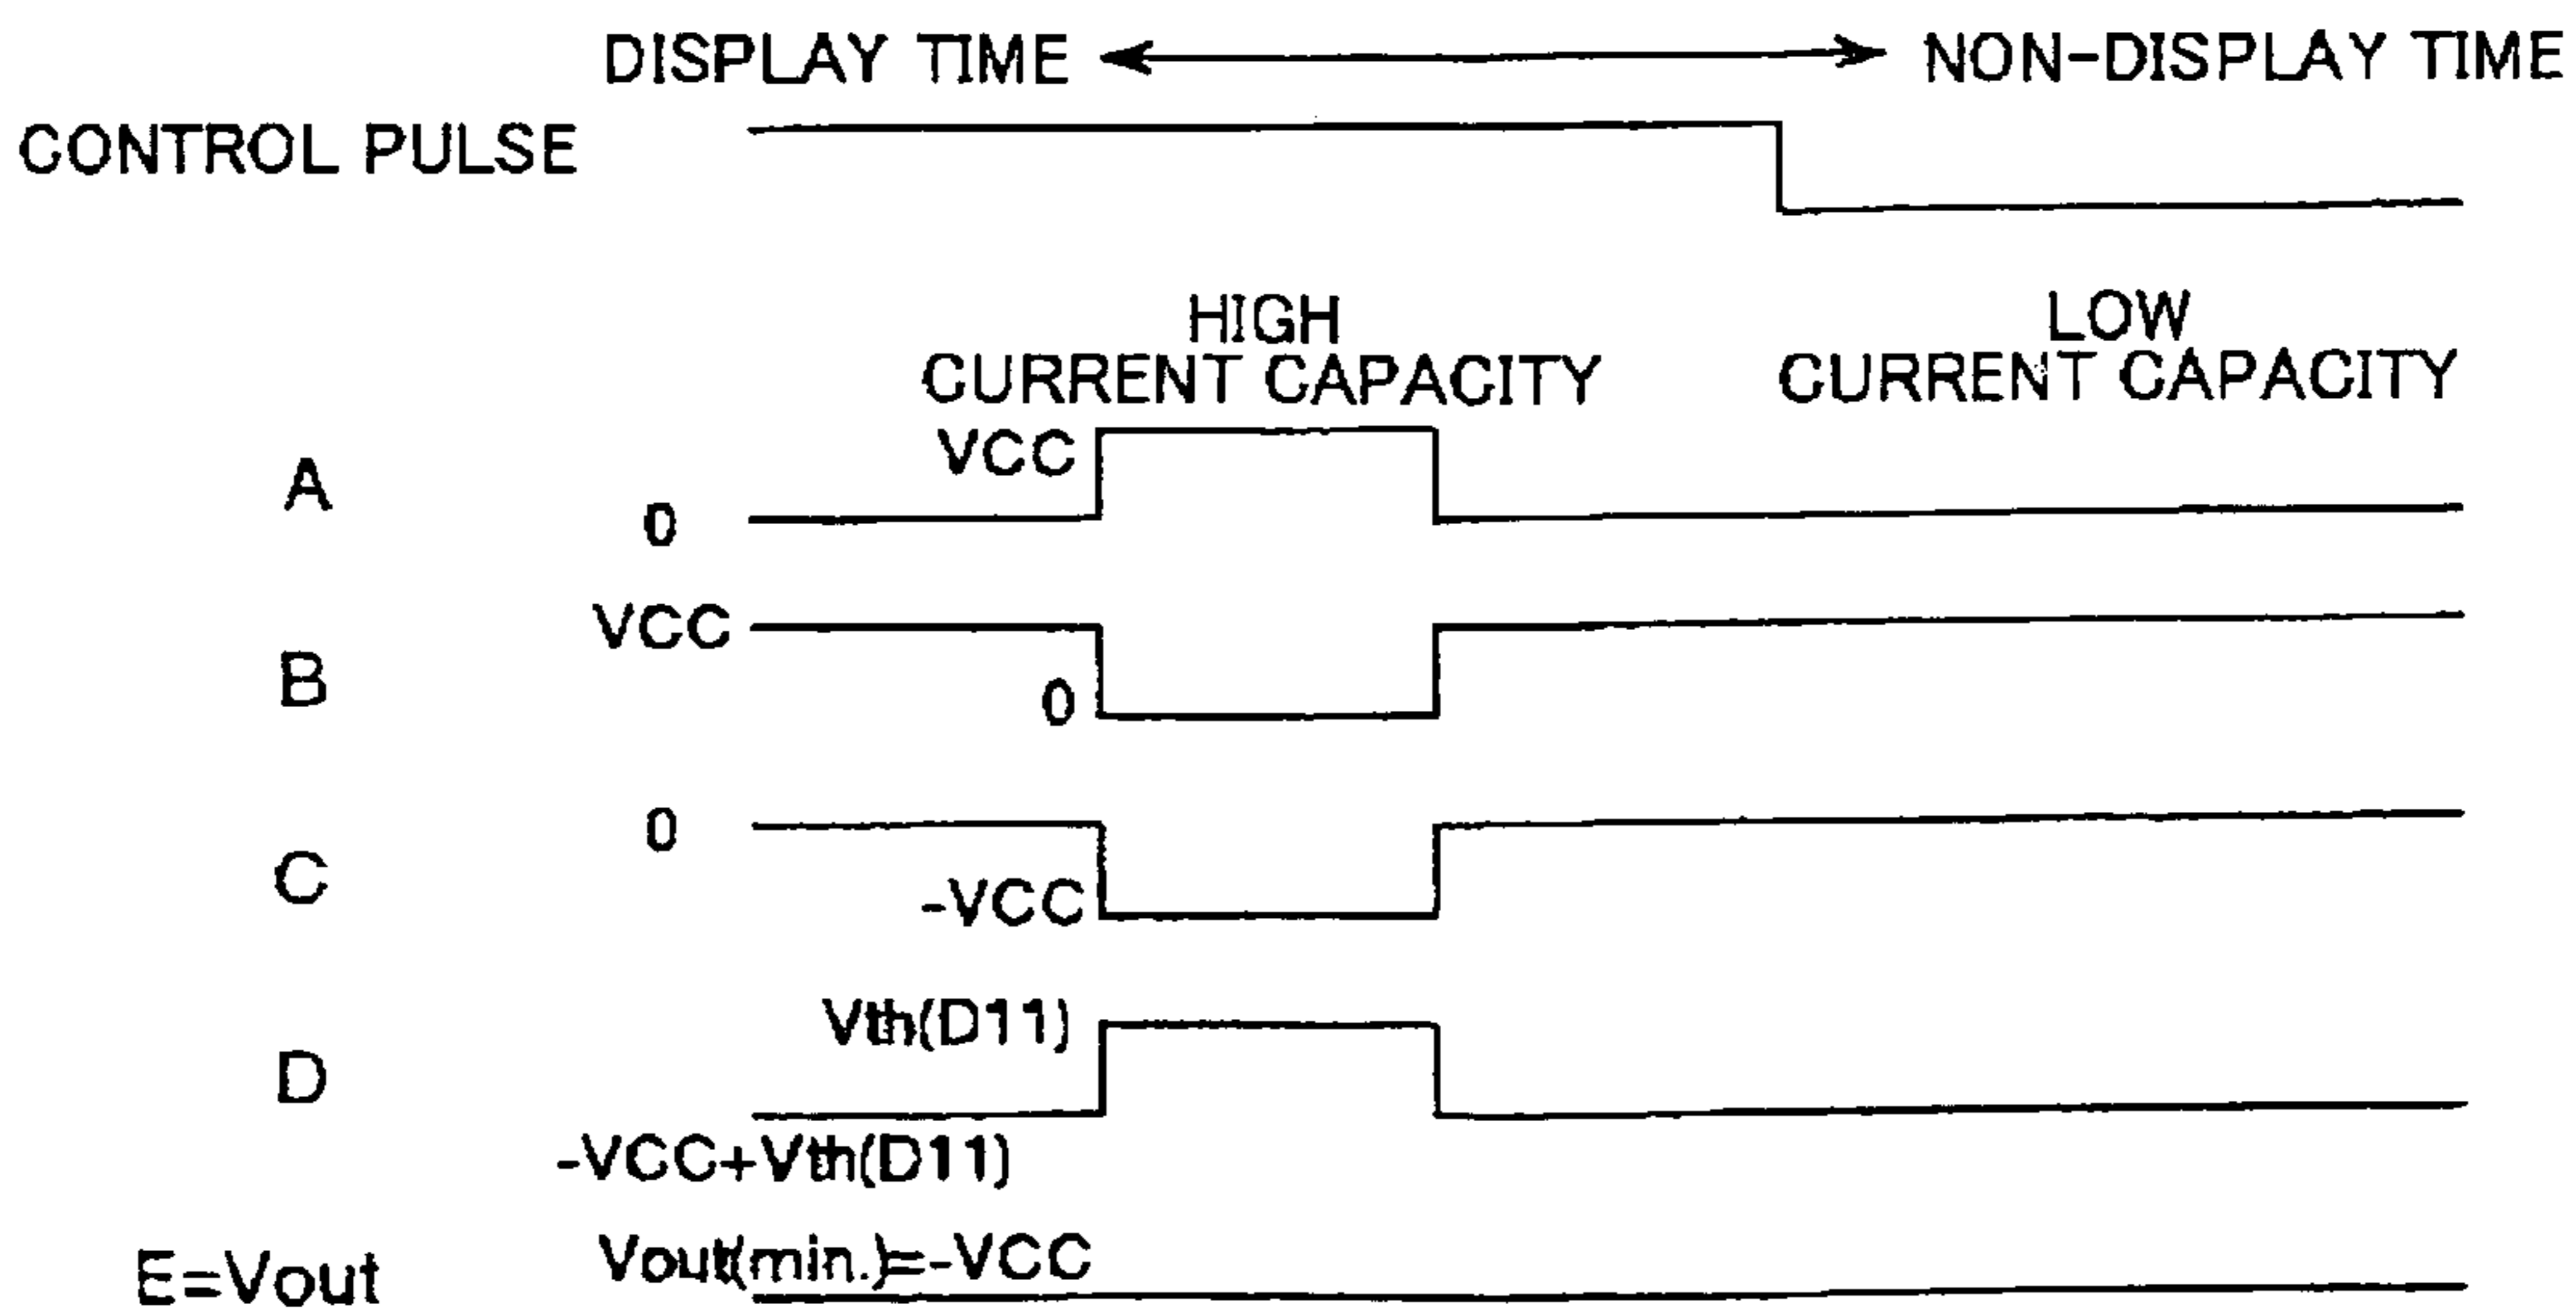 DISPLAY TIME NON-DISPLAY TIME
CONTROL PULSE
HIGH
CURRENT CAPACITY
LOW
CURRENT CAPACITY
A
VCC
0
B
VCC
0
C
0
-VCC
D
Vth(D11)
-VCC+Vth(D11)
E=Vout
Vout(min.)=-VCC